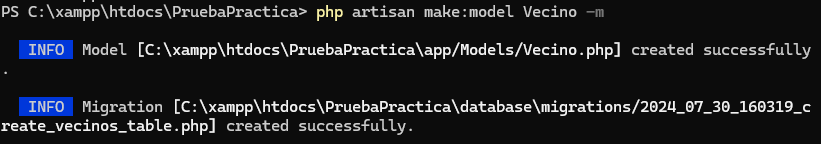 PS C:\xampp\htdocs\PruebaPractica> php artisan make:model Vecino -m
INFO Model [C:\xampp\htdocs\PruebaPractica\app/Models/Vecino.php] created successfully
.
INFO Migration [C:\xampp\htdocs\PruebaPractica\database\migrations/2024_07_30_160319_c
reate_vecinos_table.php] created successfully.